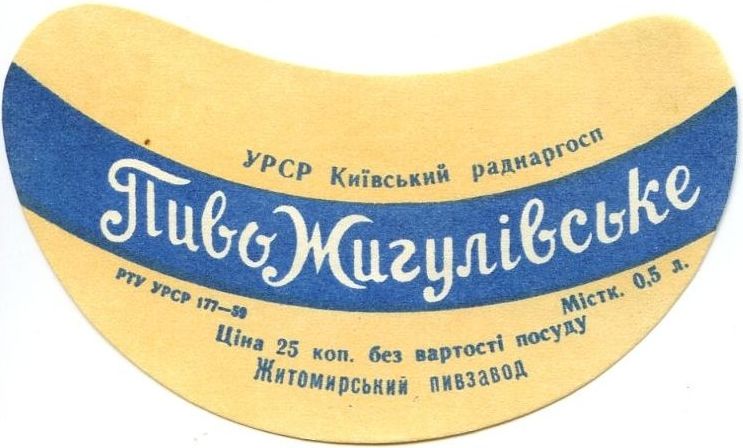 УРСР Київський раднаргосп
Пиво Жигулівське
РТУ УРСР 177—59
Містк. 0,5 л.
Ціна 25 коп. без вартості посуду
Житомирський пивзавод